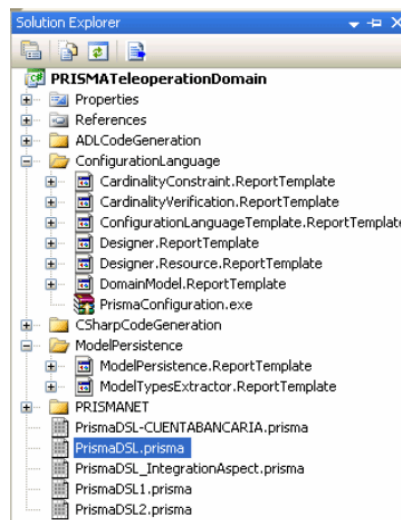 Solution Explorer
PRISMATeleoperationDomain
Properties
References
ADLCodeGeneration
ConfigurationLanguage
CardinalityConstraint.ReportTemplate
CardinalityVerification.ReportTemplate
ConfigurationLanguageTemplate.ReportTemplate
Designer.ReportTemplate
Designer.Resource.ReportTemplate
DomainModel.ReportTemplate
PrismaConfiguration.exe
CSharpCodeGeneration
ModelPersistence
ModelPersistence.ReportTemplate
ModelTypesExtractor.ReportTemplate
PRISMANET
PrismaDSL-CUENTABANCARIA.prisma
PrismaDSL.prisma
PrismaDSL_IntegrationAspect.prisma
PrismaDSL1.prisma
PrismaDSL2.prisma